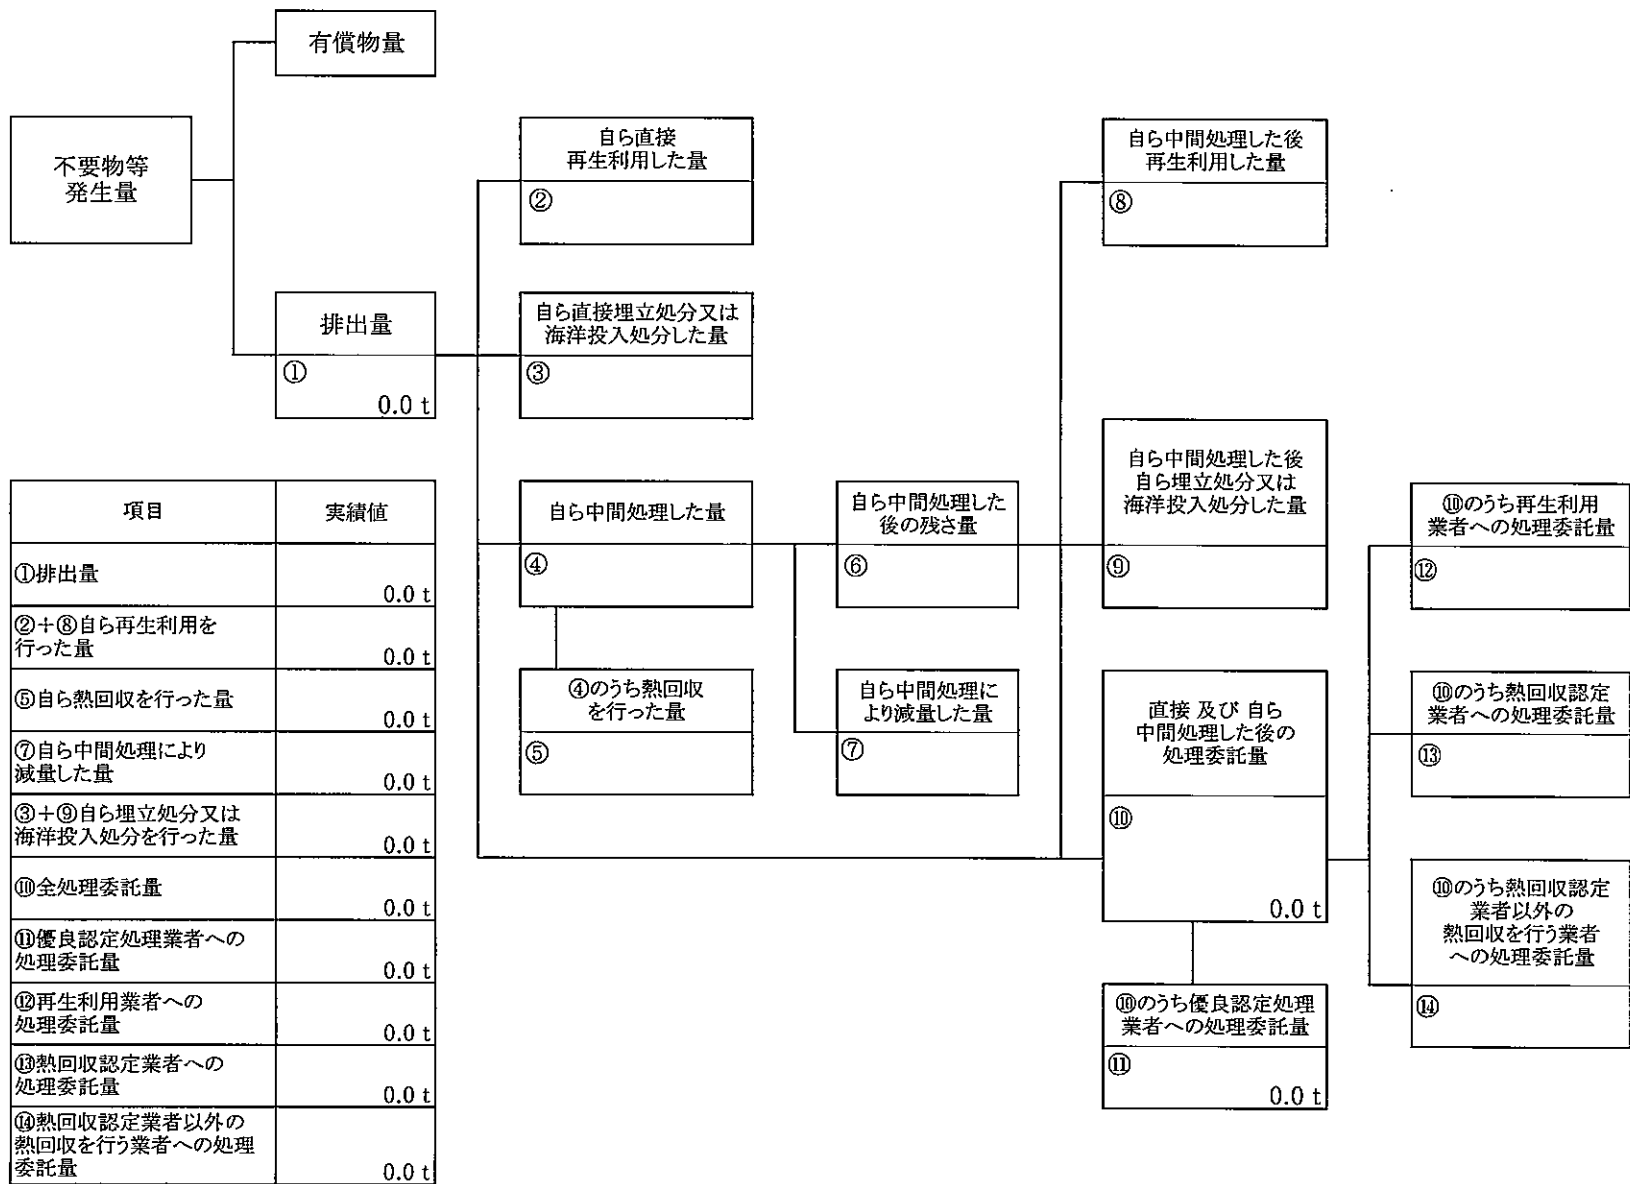 有償物量
不要物等
発生量
排出量
①
0.0 t
自ら直接
再生利用した量
②
自ら直接埋立処分又は
海洋投入処分した量
③
自ら中間処理した量
④
④のうち熱回収
を行った量
⑤
自ら中間処理した
後の残さ量
⑥
自ら中間処理に
より減量した量
⑦
自ら中間処理した後
再生利用した量
⑧
自ら中間処理した後
自ら埋立処分又は
海洋投入処分した量
⑨
直接 及び 自ら
中間処理した後の
処理委託量
⑩
0.0 t
⑩のうち優良認定処理
業者への処理委託量
⑪
0.0 t
⑩のうち再生利用
業者への処理委託量
⑫
⑩のうち熱回収認定
業者への処理委託量
⑬
⑩のうち熱回収認定
業者以外の
熱回収を行う業者
への処理委託量
⑭
項目 実績値
①排出量
0.0 t
②+⑧自ら再生利用を
行った量
0.0 t
⑤自ら熱回収を行った量
0.0 t
⑦自ら中間処理により
減量した量
0.0 t
③+⑨自ら埋立処分又は
海洋投入処分を行った量
0.0 t
⑩全処理委託量
0.0 t
⑪優良認定処理業者への
処理委託量
0.0 t
⑫再生利用業者への
処理委託量
0.0 t
⑬熱回収認定業者への
処理委託量
0.0 t
⑭熱回収認定業者以外の
熱回収を行う業者への処理
委託量
0.0 t